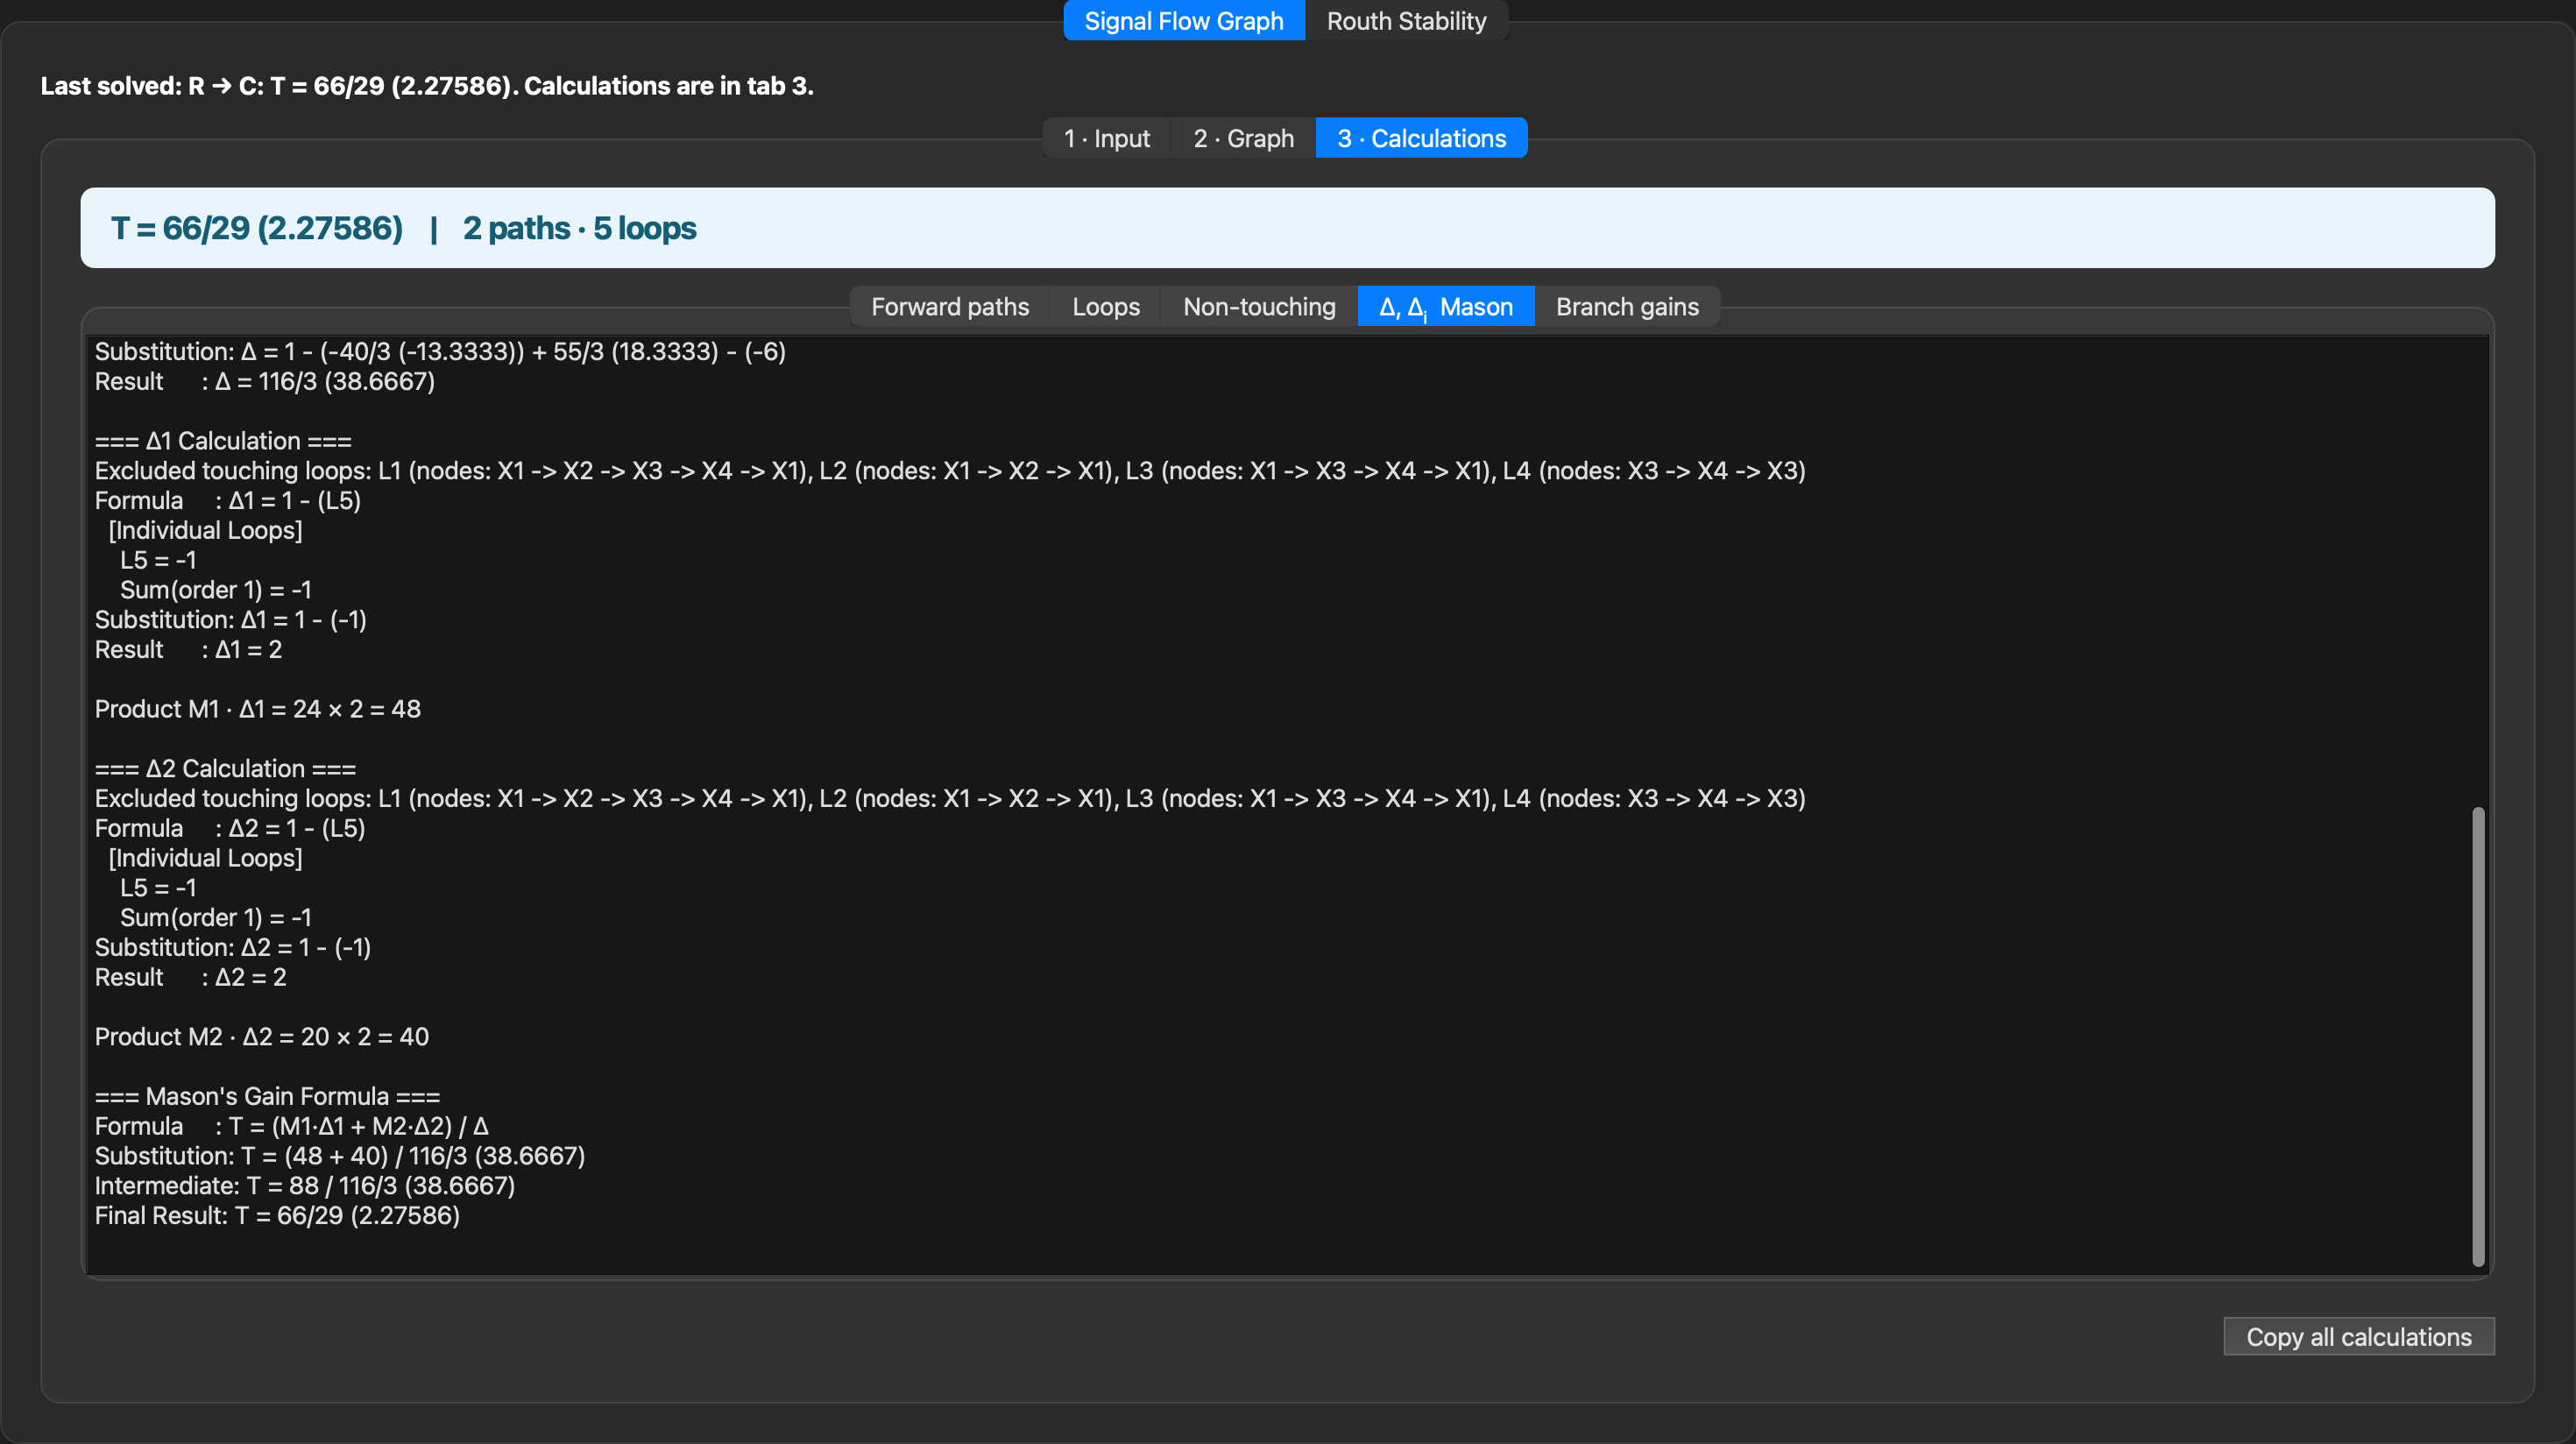 Signal Flow Graph Routh Stability
Last solved: R → C: T = 66/29 (2.27586). Calculations are in tab 3.
1 · Input 2 · Graph 3 · Calculations
T = 66/29 (2.27586) | 2 paths · 5 loops
Forward paths Loops Non-touching Δ, Δi Mason Branch gains
Substitution: Δ = 1 - (-40/3 (-13.3333)) + 55/3 (18.3333) - (-6)
Result : Δ = 116/3 (38.6667)
=== Δ1 Calculation ===
Excluded touching loops: L1 (nodes: X1 -> X2 -> X3 -> X4 -> X1), L2 (nodes: X1 -> X2 -> X1), L3 (nodes: X1 -> X3 -> X4 -> X1), L4 (nodes: X3 -> X4 -> X3)
Formula : Δ1 = 1 - (L5)
[Individual Loops]
L5 = -1
Sum(order 1) = -1
Substitution: Δ1 = 1 - (-1)
Result : Δ1 = 2
Product M1 · Δ1 = 24 × 2 = 48
=== Δ2 Calculation ===
Excluded touching loops: L1 (nodes: X1 -> X2 -> X3 -> X4 -> X1), L2 (nodes: X1 -> X2 -> X1), L3 (nodes: X1 -> X3 -> X4 -> X1), L4 (nodes: X3 -> X4 -> X3)
Formula : Δ2 = 1 - (L5)
[Individual Loops]
L5 = -1
Sum(order 1) = -1
Substitution: Δ2 = 1 - (-1)
Result : Δ2 = 2
Product M2 · Δ2 = 20 × 2 = 40
=== Mason's Gain Formula ===
Formula : T = (M1·Δ1 + M2·Δ2) / Δ
Substitution: T = (48 + 40) / 116/3 (38.6667)
Intermediate: T = 88 / 116/3 (38.6667)
Final Result: T = 66/29 (2.27586)
Copy all calculations